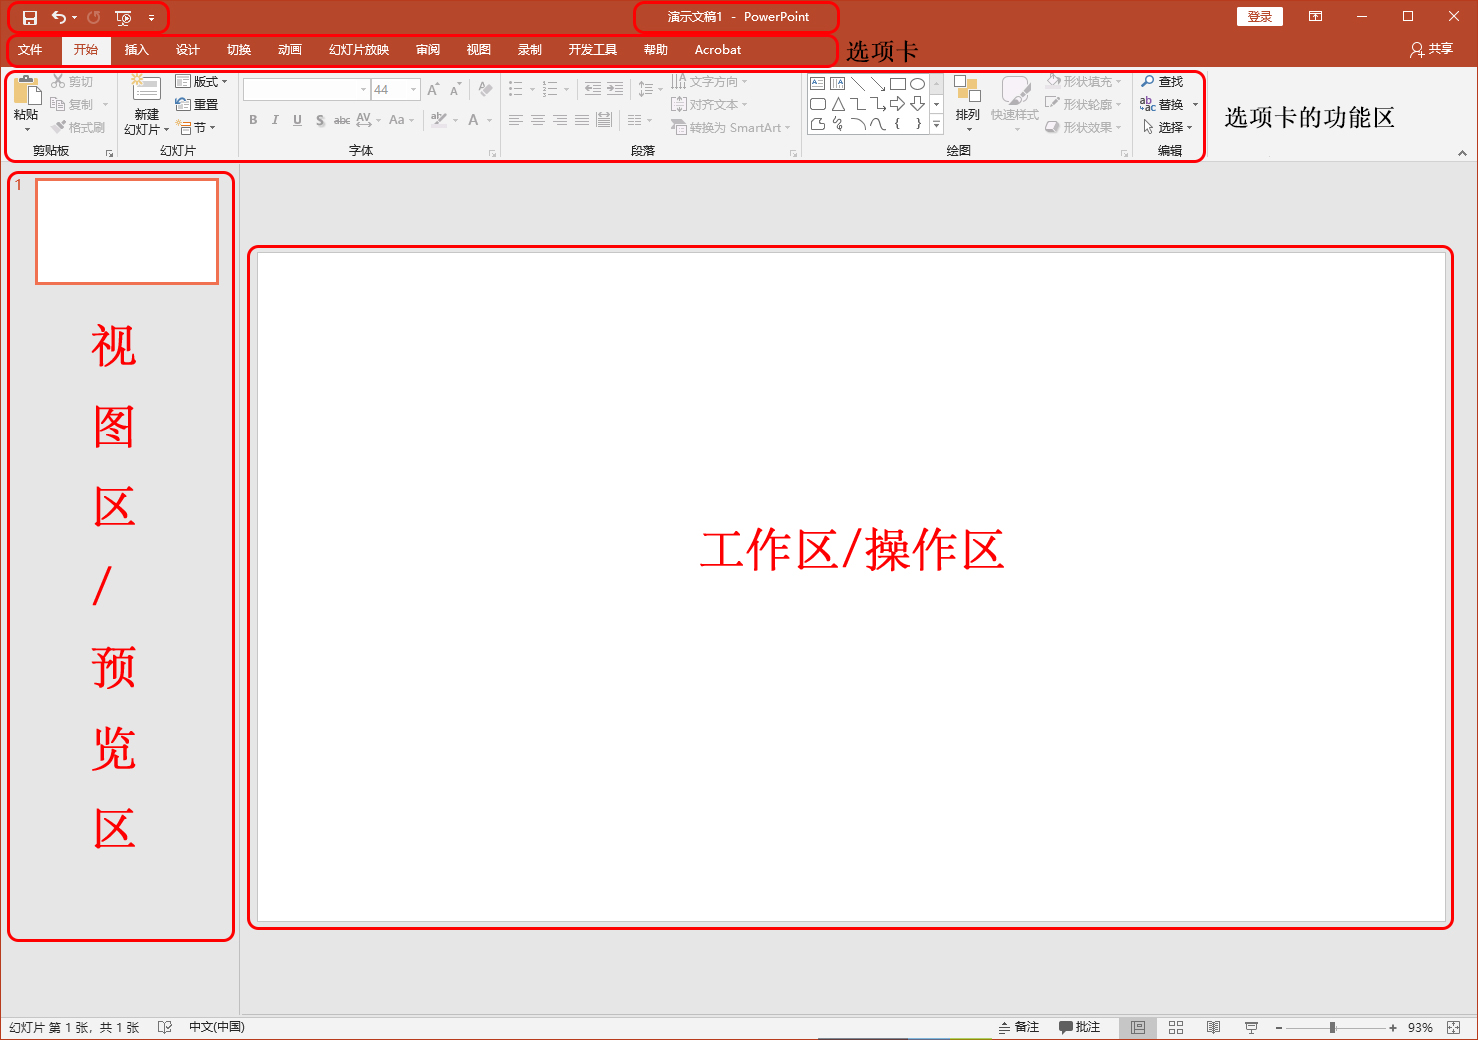 演示文稿1 - PowerPoint
登录
文件 开始 插入 设计 切换 动画 幻灯片放映 审阅 视图 录制 开发工具 帮助 Acrobat
选项卡
共享
粘贴
剪切
复制
格式刷
剪贴板
新建
幻灯片
版式
重置
节
幻灯片
44
B I U S abc AV Aa
A
字体
文字方向
对齐文本
转换为 SmartArt
段落
排列
快速样式
形状填充
形状轮廓
形状效果
绘图
查找
替换
选择
编辑
选项卡的功能区
1
视
图
区
/
预
览
区
工作区/操作区
幻灯片 第 1 张，共 1 张
中文(中国)
备注
批注
93%